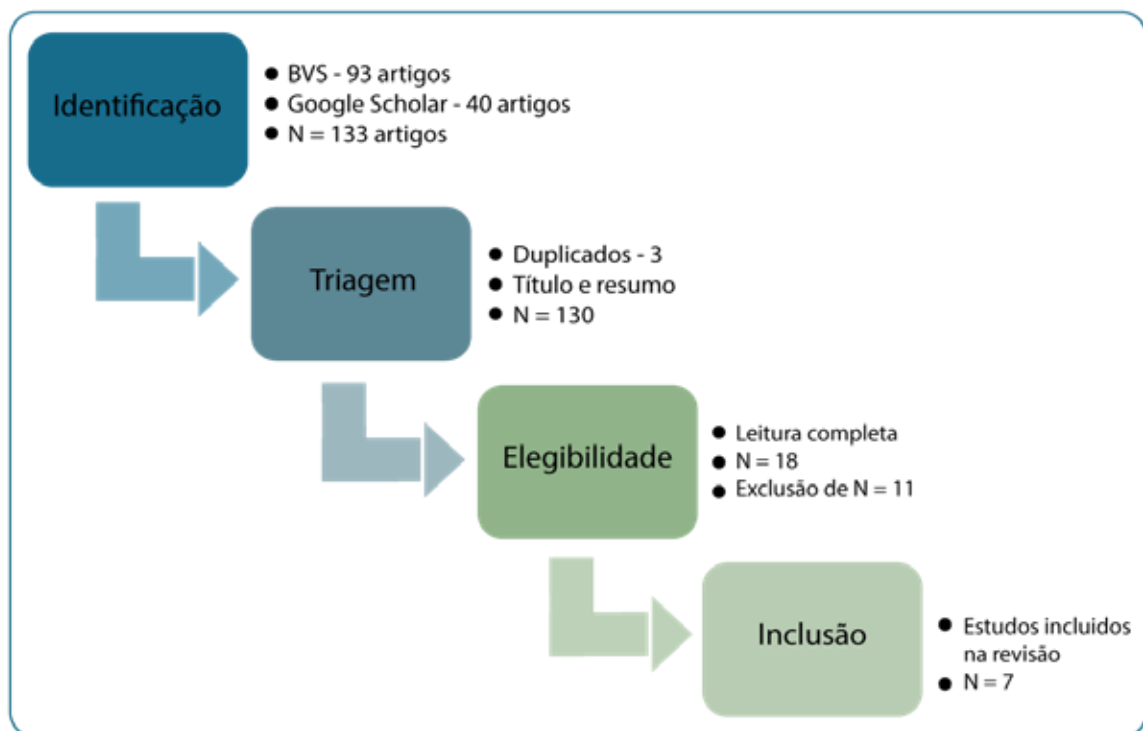 Identificação
● BVS - 93 artigos
● Google Scholar - 40 artigos
● N = 133 artigos
Triagem
● Duplicados - 3
● Título e resumo
● N = 130
Elegibilidade
● Leitura completa
● N = 18
● Exclusão de N = 11
Inclusão
● Estudos incluidos
na revisão
● N = 7